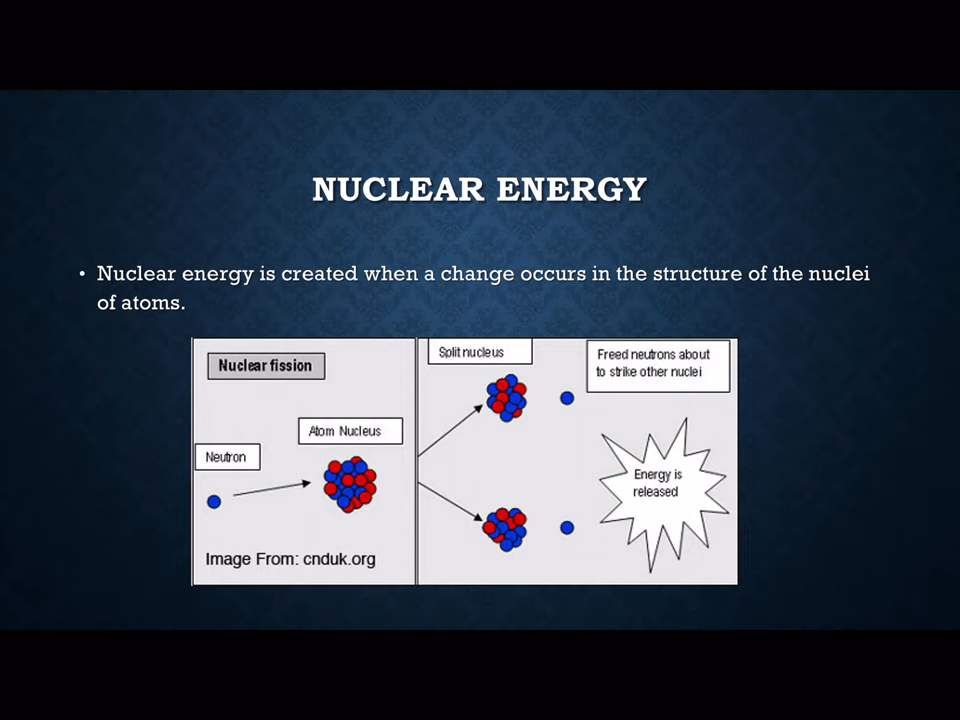 NUCLEAR ENERGY
• Nuclear energy is created when a change occurs in the structure of the nuclei
of atoms.
Nuclear fission
Neutron
Atom Nucleus
Image From: cnduk.org
Split nucleus
Freed neutrons about
to strike other nuclei
Energy is
released